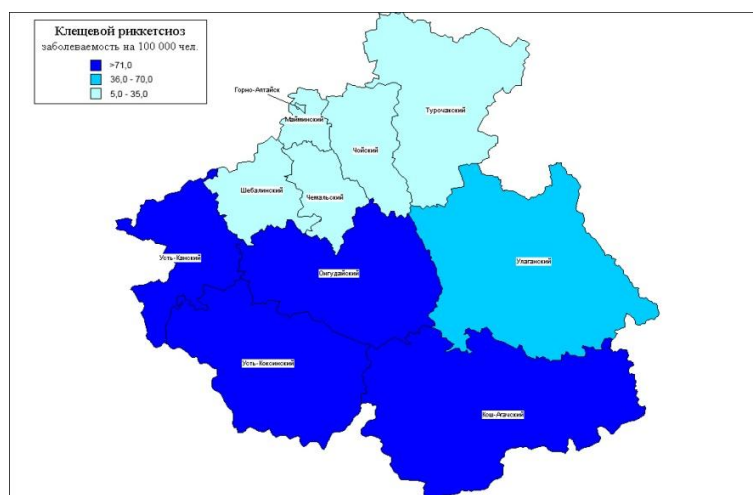 Клещевой риккетсиоз
заболеваемость на 100 000 чел.
>71,0
36,0 - 70,0
5,0 - 35,0
Горно-Алтайск
Майминский
Турочакский
Чойский
Шебалинский
Чемальский
Усть-Канский
Онгудайский
Улаганский
Усть-Коксинский
Кош-Агачский